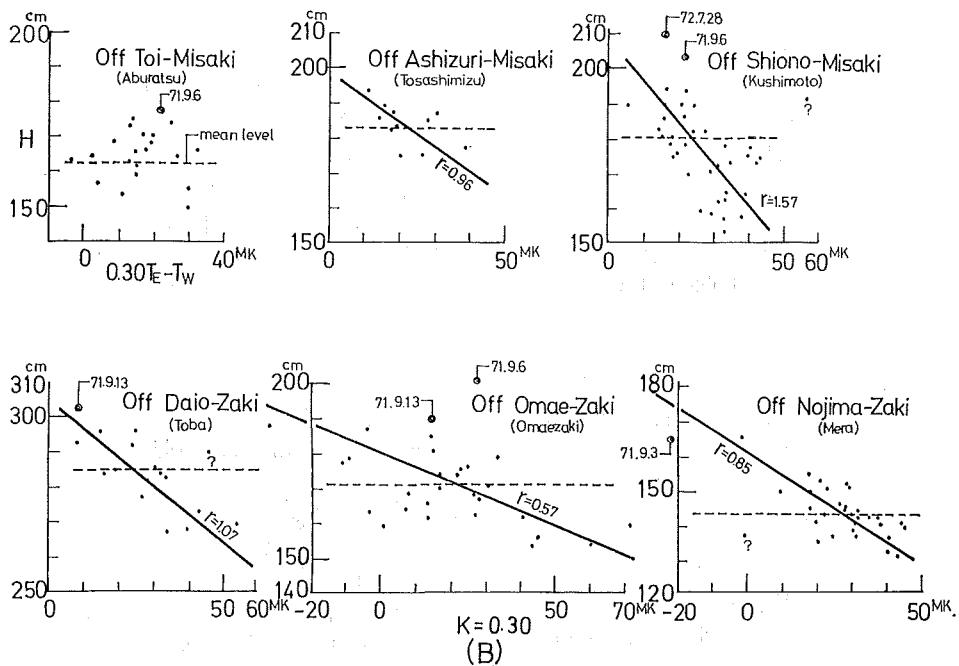 cm
200
150
H
Off Toi-Misaki
(Aburatsu)
71.9.6
mean level
0
40 MK
0.30TE-TW
cm
200
150
Off Ashizuri-Misaki
(Tosashimizu)
r=0.96
0
50 MK
cm
210
200
150
72.7.28
71.9.6
Off Shiono-Misaki
(Kushimoto)
?
r=1.57
0
50 60 MK
cm
310
300
250
71.9.13
Off Daio-Zaki
(Toba)
?
r=1.07
0
50 60 MK
cm
200
150
140
71.9.6
71.9.13
Off Omae-Zaki
(Omaezaki)
r=0.57
-20
0
50
70 MK
K=0.30
cm
180
150
120
Off Nojima-Zaki
(Mera)
71.9.3
r=0.85
?
-20
0
50 MK
(B)